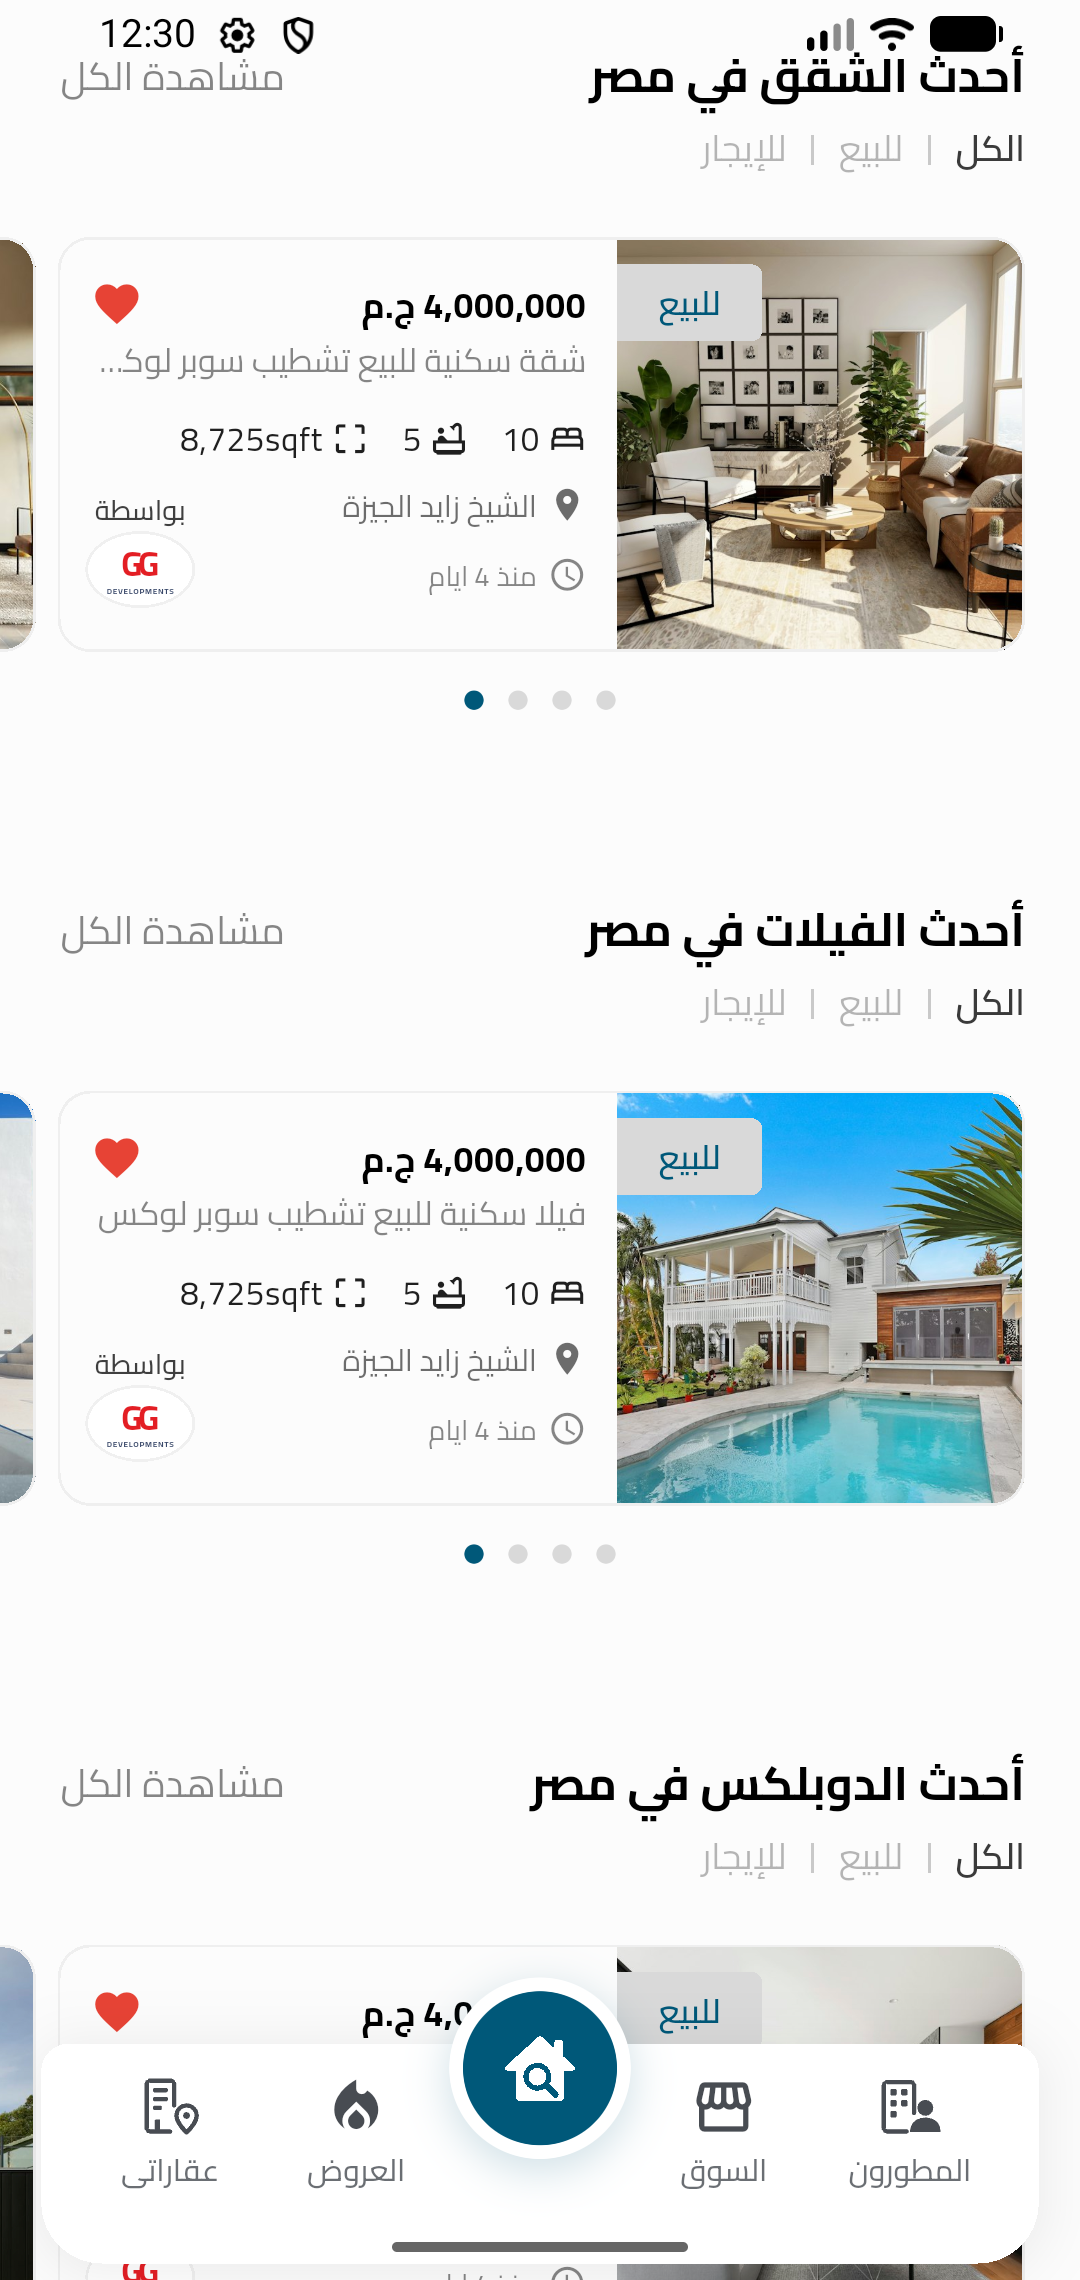 12:30
أحدث الشقق في مصر
مشاهدة الكل
الكل | للبيع | للإيجار
للبيع
4,000,000 ج.م
شقة سكنية للبيع تشطيب سوبر لوكـ...
10 5 8,725sqft
الشيخ زايد الجيزة
بواسطة
GG
DEVELOPMENTS
منذ 4 ايام
أحدث الفيلات في مصر
مشاهدة الكل
الكل | للبيع | للإيجار
للبيع
4,000,000 ج.م
فيلا سكنية للبيع تشطيب سوبر لوكس
10 5 8,725sqft
الشيخ زايد الجيزة
بواسطة
GG
DEVELOPMENTS
منذ 4 ايام
أحدث الدوبلكس في مصر
مشاهدة الكل
الكل | للبيع | للإيجار
للبيع
4,0 ج.م
المطورون
السوق
العروض
عقاراتى
GG